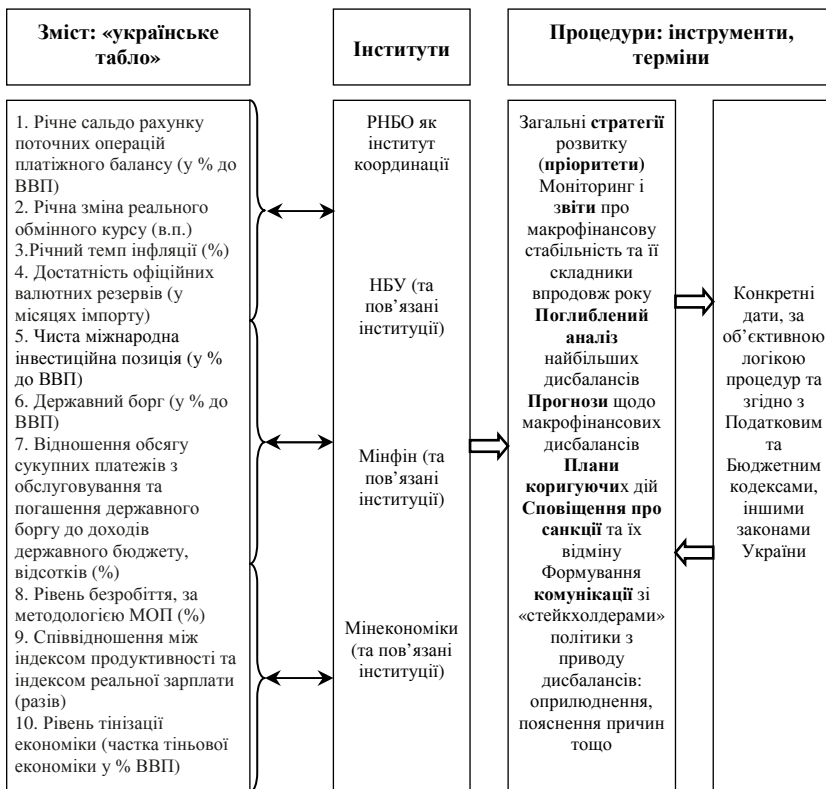 Зміст: «українське
табло»
Інститути
Процедури: інструменти,
терміни
1. Річне сальдо рахунку
поточних операцій
платіжного балансу (у % до
ВВП)
2. Річна зміна реального
обмінного курсу (в.п.)
3.Річний темп інфляції (%)
4. Достатність офіційних
валютних резервів (у
місяцях імпорту)
5. Чиста міжнародна
інвестиційна позиція (у %
до ВВП)
6. Державний борг (у % до
ВВП)
7. Відношення обсягу
сукупних платежів з
обслуговування та
погашення державного
боргу до доходів
державного бюджету,
відсотків (%)
8. Рівень безробіття, за
методологією МОП (%)
9. Співвідношення між
індексом продуктивності та
індексом реальної зарплати
(разів)
10. Рівень тінізації
економіки (частка тіньової
економіки у % ВВП)
РНБО як
інститут
координації
НБУ (та
пов’язані
інституції)
Мінфін (та
пов’язані
інституції)
Мінекономіки
(та пов’язані
інституції)
Загальні стратегії
розвитку
(пріоритети)
Моніторинг і
звіти про
макрофінансову
стабільність та її
складники
впродовж року
Поглиблений
аналіз
найбільших
дисбалансів
Прогнози щодо
макрофінансових
дисбалансів
Плани
коригуючих дій
Сповіщення про
санкції та їх
відміну
Формування
комунікації зі
«стейкхолдерами»
політики з
приводу
дисбалансів:
оприлюднення,
пояснення причин
тощо
Конкретні
дати, за
об’єктивною
логікою
процедур та
згідно з
Податковим
та
Бюджетним
кодексами,
іншими
законами
України